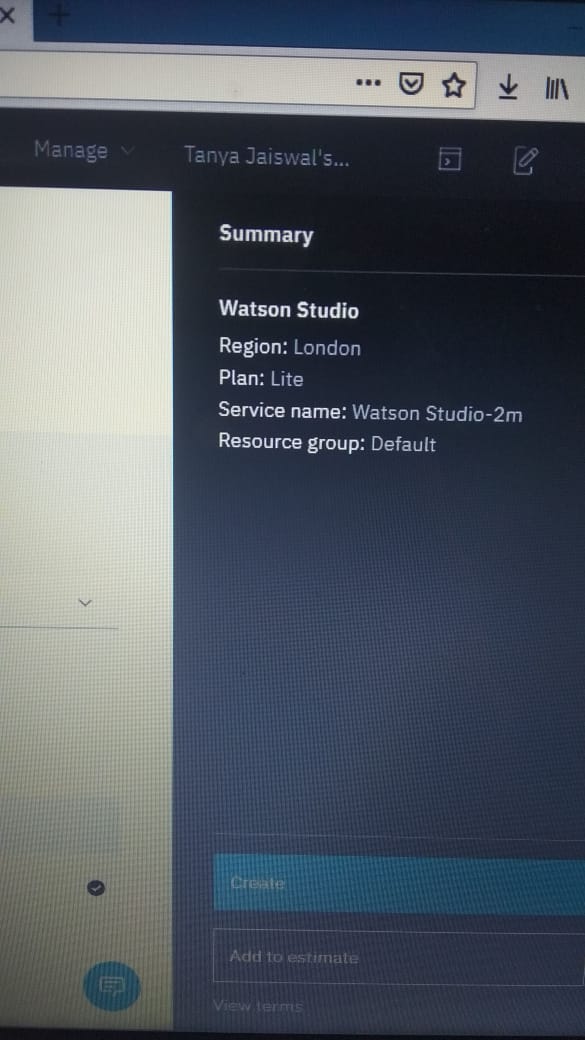 Manage
Tanya Jaiswal's...
Summary
Watson Studio
Region: London
Plan: Lite
Service name: Watson Studio-2m
Resource group: Default
Create
Add to estimate
View terms